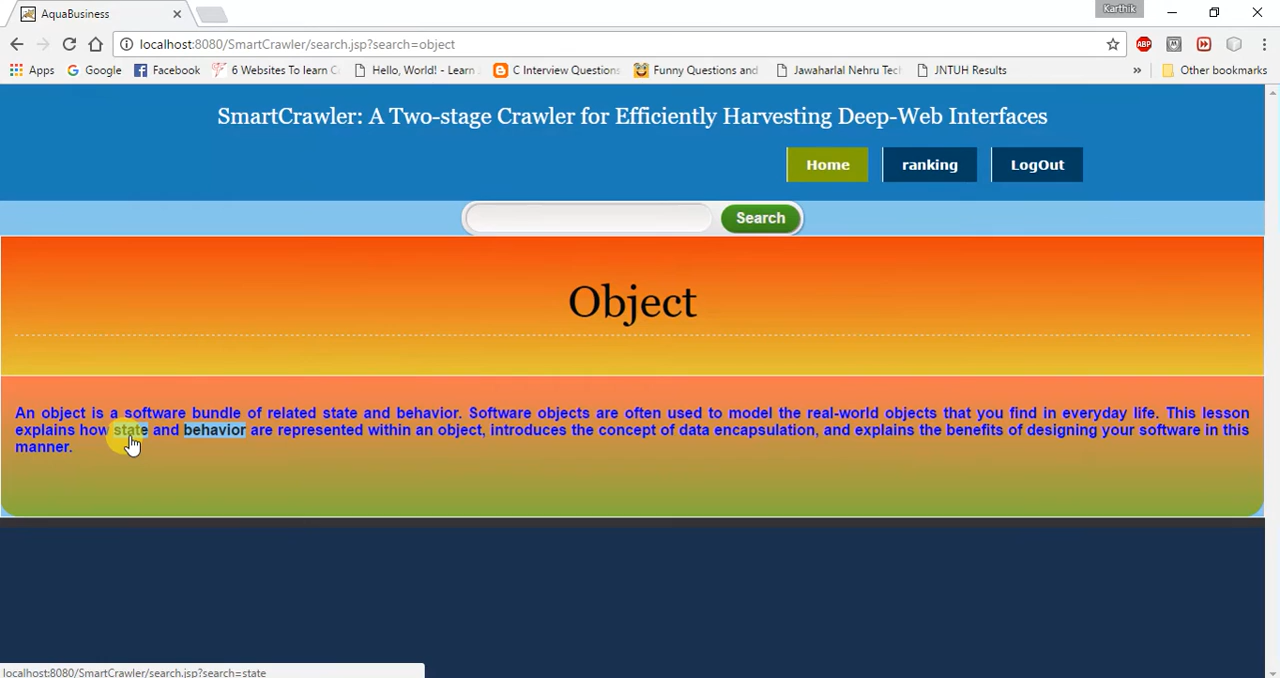 AquaBusiness
Karthik
localhost:8080/SmartCrawler/search.jsp?search=object
ABP
Apps Google Facebook 6 Websites To learn C Hello, World! - Learn C Interview Questions Funny Questions and Jawaharlal Nehru Tec JNTUH Results » Other bookmarks
SmartCrawler: A Two-stage Crawler for Efficiently Harvesting Deep-Web Interfaces
Home ranking LogOut
Search
Object
An object is a software bundle of related state and behavior. Software objects are often used to model the real-world objects that you find in everyday life. This lesson
explains how state and behavior are represented within an object, introduces the concept of data encapsulation, and explains the benefits of designing your software in this
manner.
localhost:8080/SmartCrawler/search.jsp?search=state